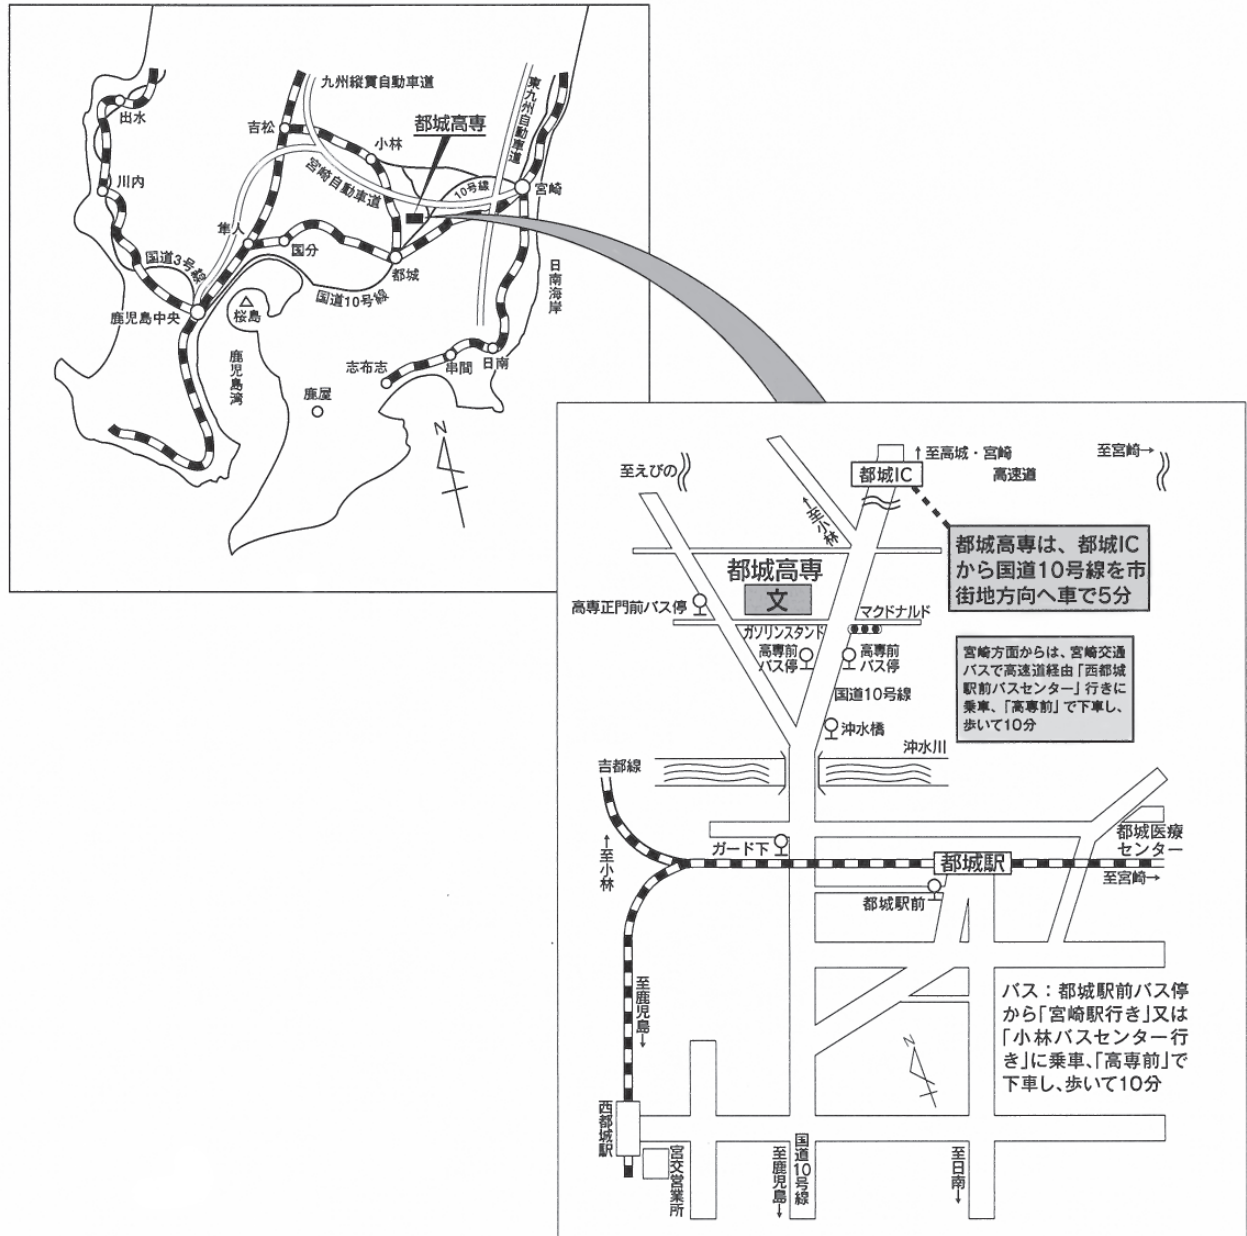 九州縦貫自動車道
東九州自動車道
出水
吉松
都城高専
小林
川内
宮崎自動車道
10号線
宮崎
隼人
国分
国道3号線
都城
日南海岸
国道10号線
鹿児島中央
桜島
鹿児島湾
志布志
串間
日南
鹿屋
N
至えびの
都城IC
↑至高城・宮崎
高速道
至宮崎→
↑至小林
都城高専は、都城IC
から国道10号線を市
街地方向へ車で5分
都城高専
文
高専正門前バス停
マクドナルド
ガソリンスタンド
高専前
バス停
高専前
バス停
宮崎方面からは、宮崎交通
バスで高速道経由「西都城
駅前バスセンター」行きに
乗車、「高専前」で下車し、
歩いて10分
国道10号線
沖水橋
沖水川
吉都線
ガード下
都城駅
都城医療
センター
↑至小林
至宮崎→
都城駅前
至鹿児島→
バス：都城駅前バス停
から「宮崎駅行き」又は
「小林バスセンター行
き」に乗車、「高専前」で
下車し、歩いて10分
N
西都城駅
宮交営業所
至鹿児島→
国道10号線
至日南→